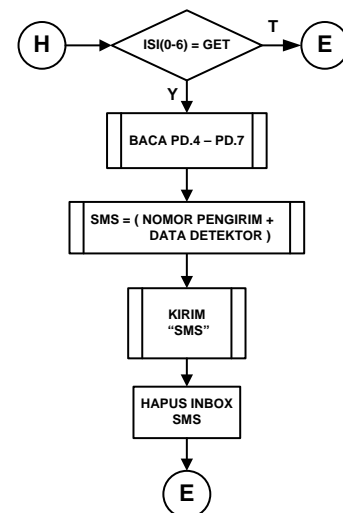 H
ISI(0-6) = GET
T
E
Y
BACA PD.4 – PD.7
SMS = ( NOMOR PENGIRIM +
DATA DETEKTOR )
KIRIM
“SMS”
HAPUS INBOX
SMS
E